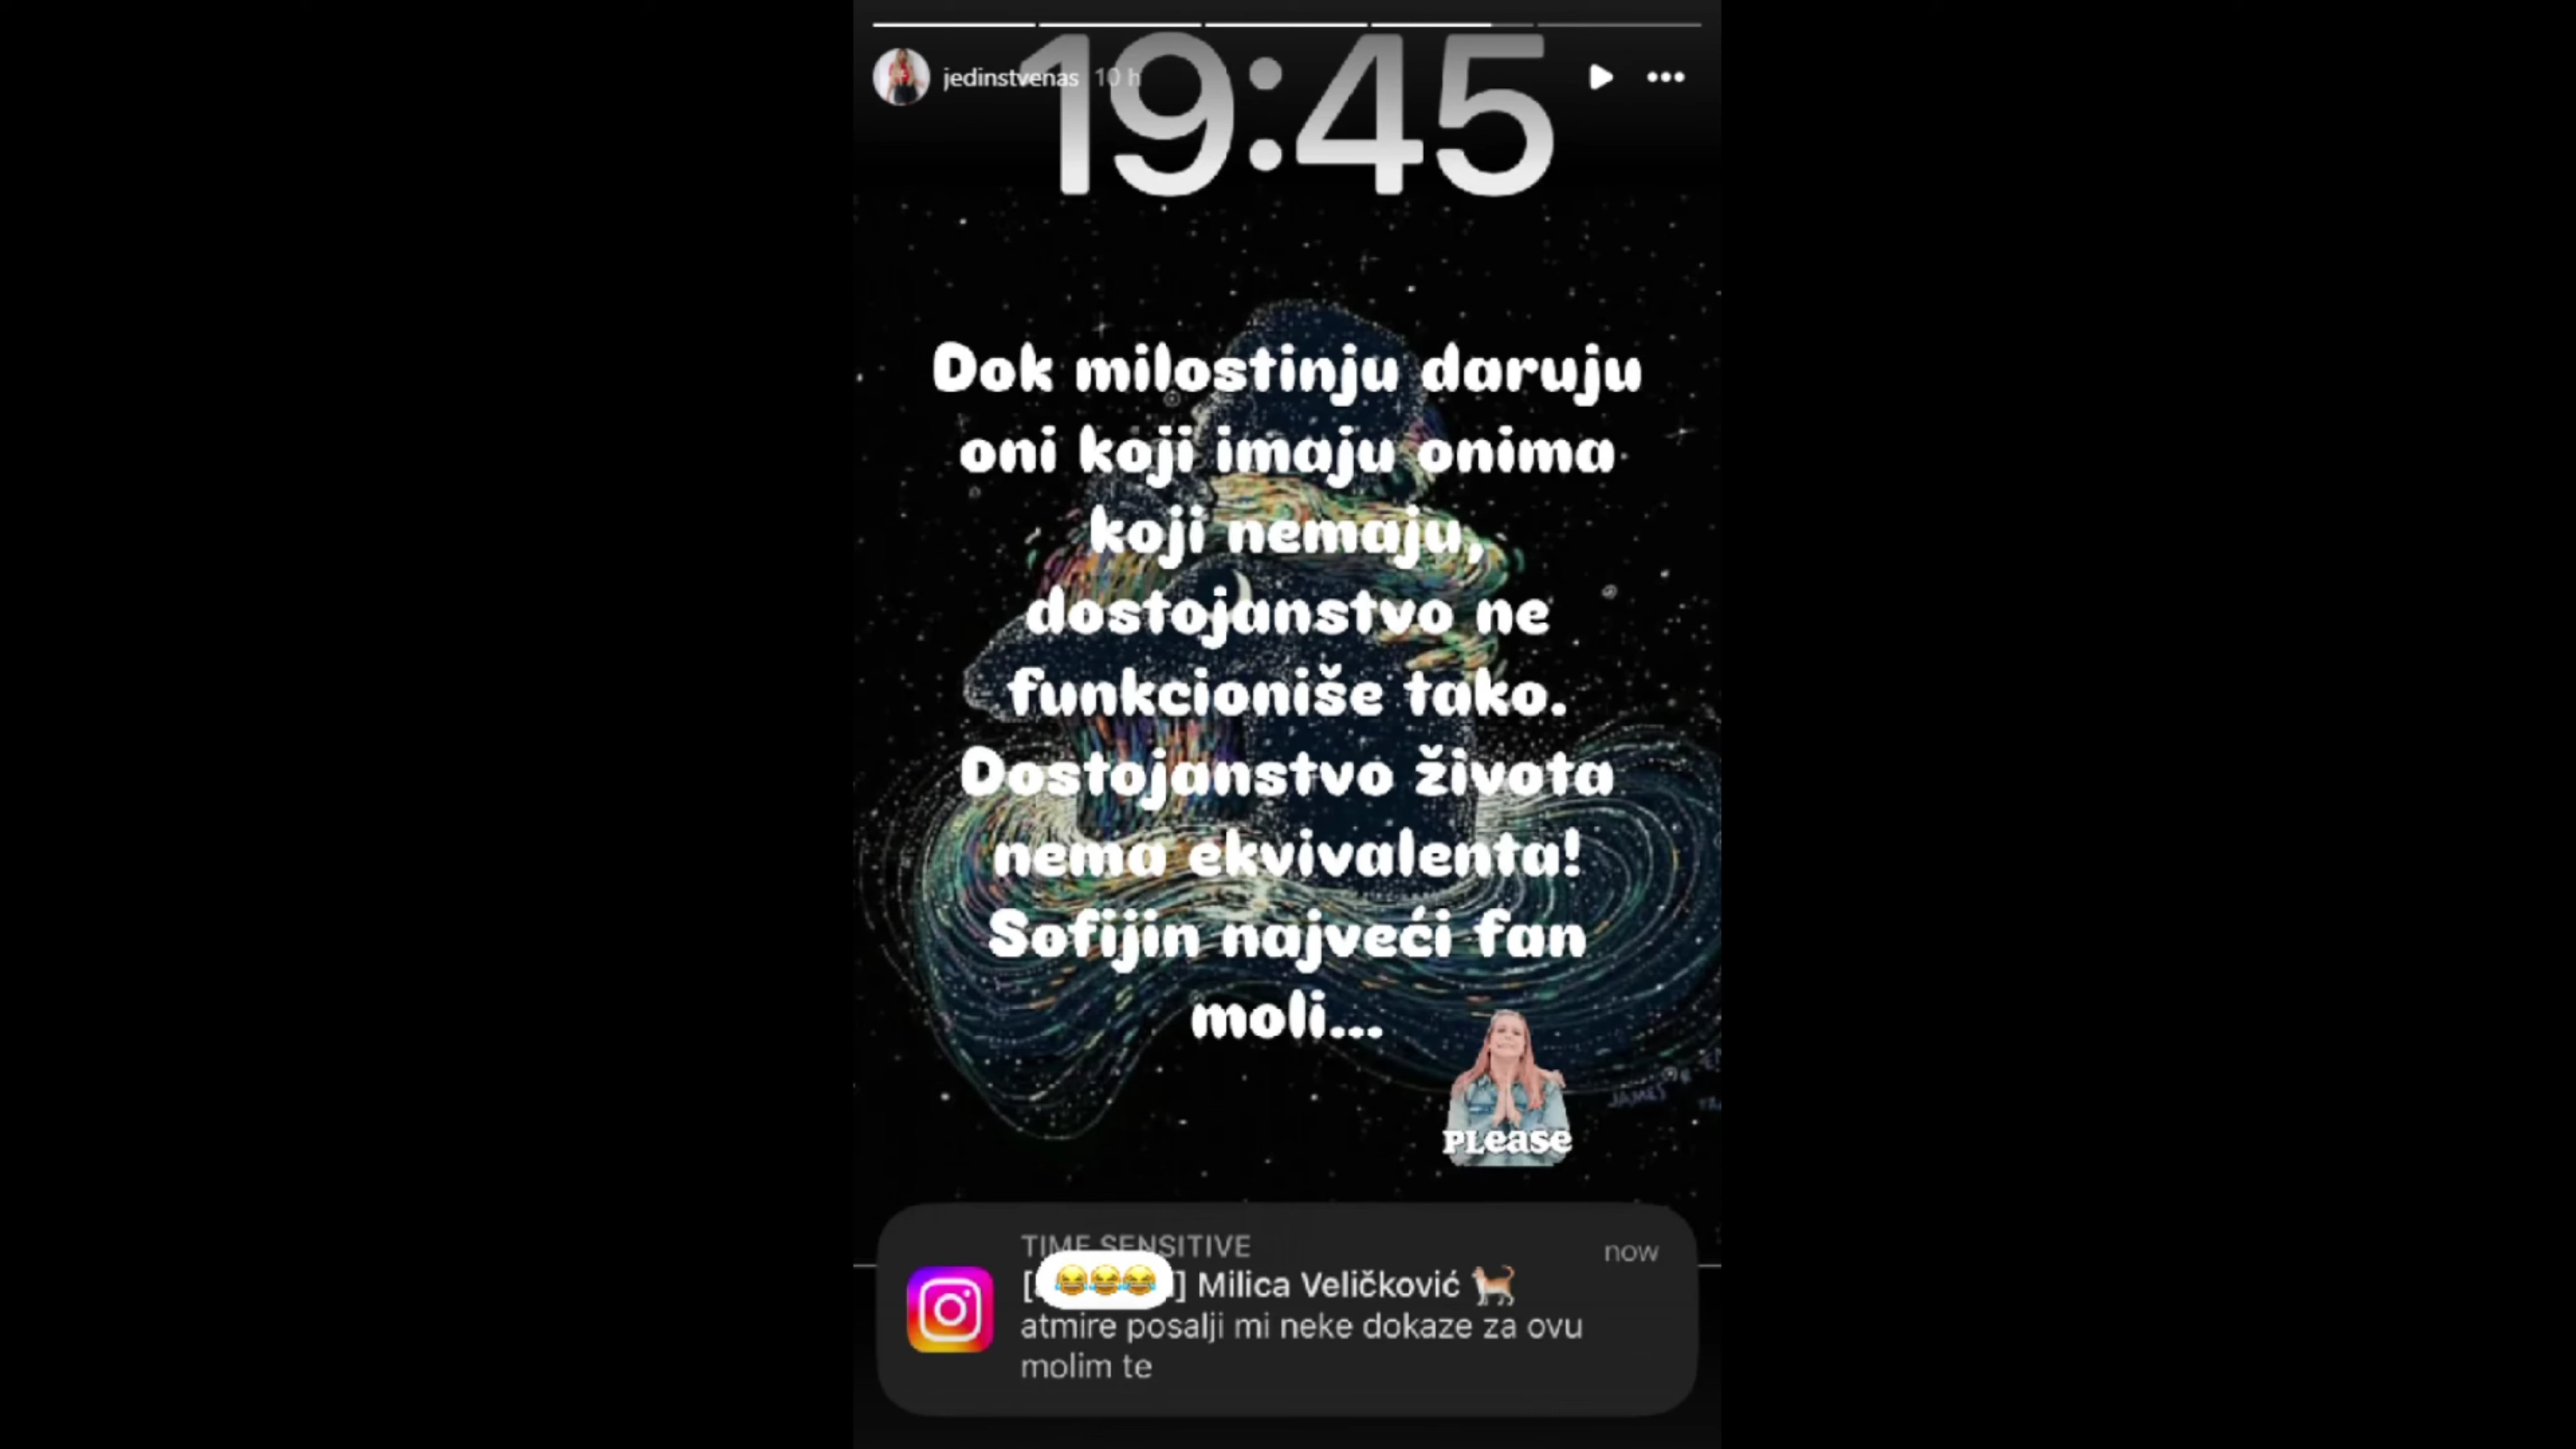 19:45
jedinstvenas 10 h
Dok milostinju daruju
oni koji imaju onima
koji nemaju,
dostojanstvo ne
funkcioniše tako.
Dostojanstvo života
nema ekvivalenta!
Sofijin najveći fan
moli...
PLeaSe
TIME SENSITIVE
now
[😂😂😂] Milica Veličković 🐈
atmire posalji mi neke dokaze za ovu
molim te